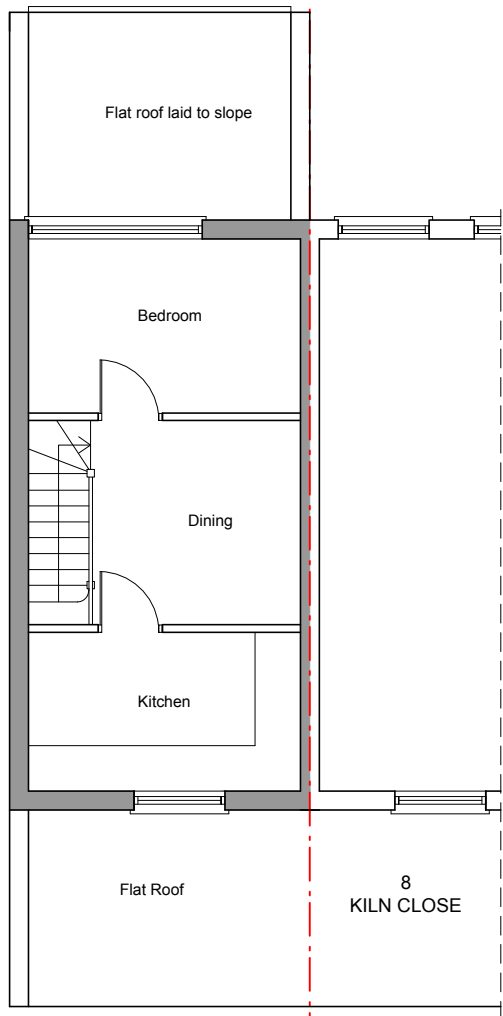 Flat roof laid to slope
Bedroom
Dining
Kitchen
Flat Roof
8
KILN CLOSE